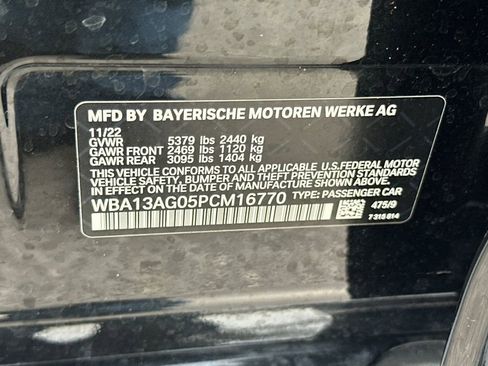 MFD BY BAYERISCHE MOTOREN WERKE AG
11/22
GVWR 5379 lbs 2440 kg
GAWR FRONT 2469 lbs 1120 kg
GAWR REAR 3095 lbs 1404 kg
THIS VEHICLE CONFORMS TO ALL APPLICABLE U.S. FEDERAL MOTOR
VEHICLE SAFETY, BUMPER, AND THEFT PREVENTION STANDARDS
IN EFFECT ON THE DATE OF MANUFACTURE SHOWN ABOVE.
WBA13AG05PCM16770 TYPE: PASSENGER CAR
475/9
7 318 814